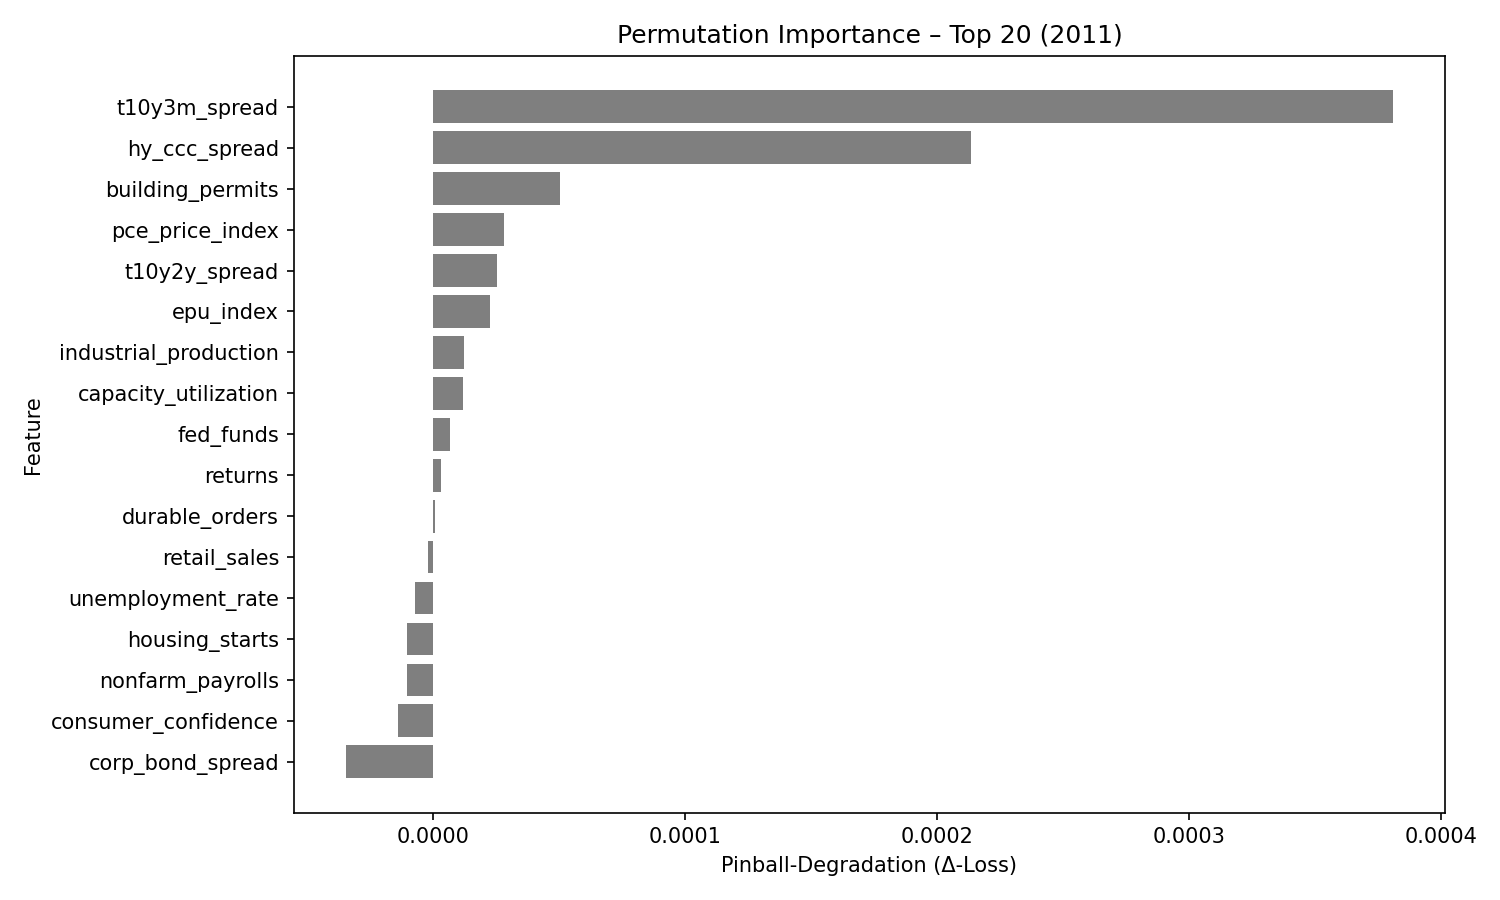 Permutation Importance – Top 20 (2011)
Feature
t10y3m_spread
hy_ccc_spread
building_permits
pce_price_index
t10y2y_spread
epu_index
industrial_production
capacity_utilization
fed_funds
returns
durable_orders
retail_sales
unemployment_rate
housing_starts
nonfarm_payrolls
consumer_confidence
corp_bond_spread
0.0000 0.0001 0.0002 0.0003 0.0004
Pinball-Degradation (Δ-Loss)